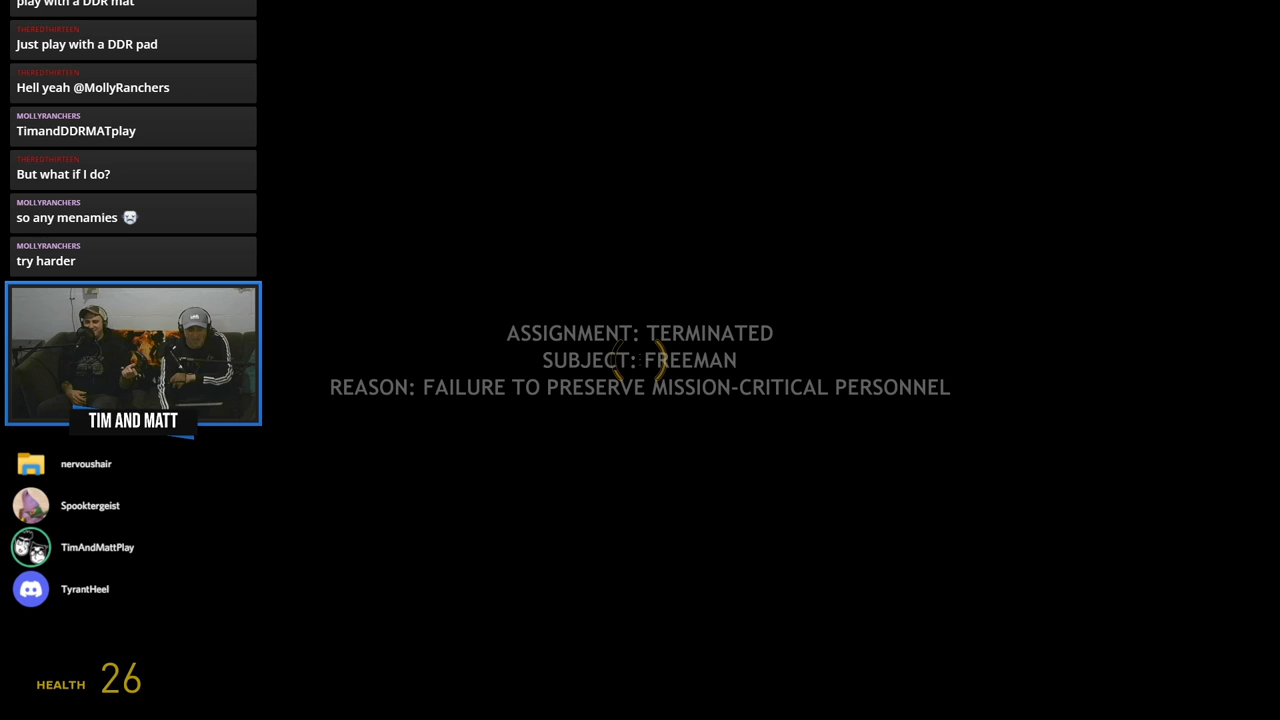 play with a DDR mat
THEREDTHIRTEEN
Just play with a DDR pad
THEREDTHIRTEEN
Hell yeah @MollyRanchers
MOLLYRANCHERS
TimandDDRMATplay
THEREDTHIRTEEN
But what if I do?
MOLLYRANCHERS
so any menamies
MOLLYRANCHERS
try harder
TIM AND MATT
nervoushair
Spooktergeist
TimAndMattPlay
TyrantHeel
ASSIGNMENT: TERMINATED
SUBJECT: FREEMAN
REASON: FAILURE TO PRESERVE MISSION-CRITICAL PERSONNEL
HEALTH 26